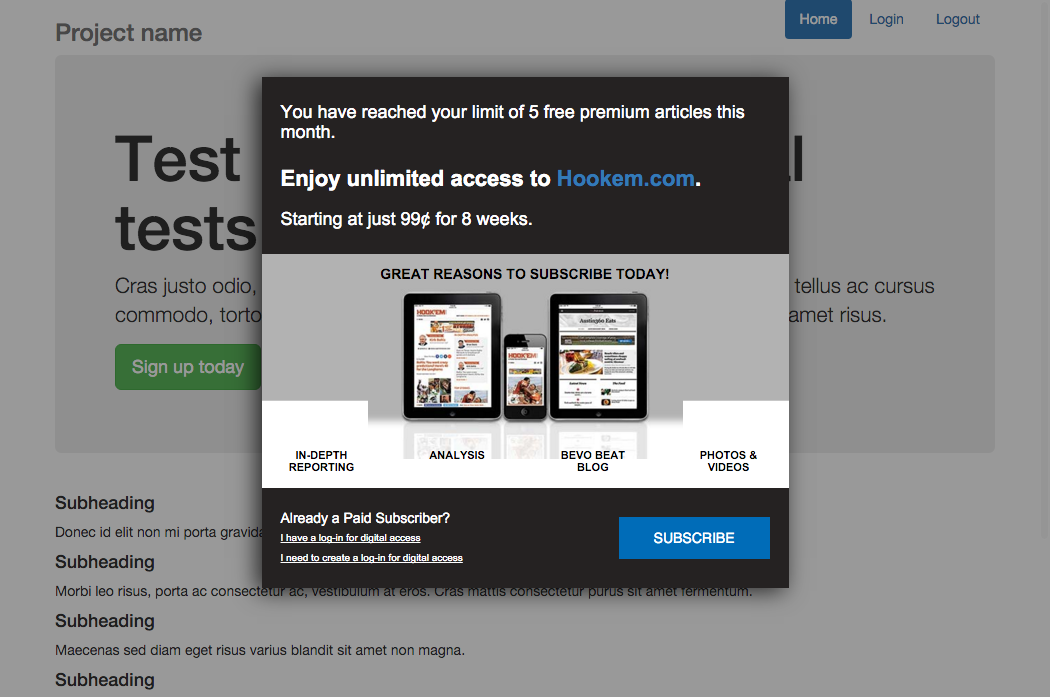 Project name
Home
Login
Logout
Test
tests
Cras justo odio,
tellus ac cursus
commodo,
amet risus.
Sign up today
You have reached your limit of 5 free premium articles this
month.
Enjoy unlimited access to Hookem.com.
Starting at just 99¢ for 8 weeks.
GREAT REASONS TO SUBSCRIBE TODAY!
HOOK'EM
HOOK'EM
Austin360 Eats
IN-DEPTH
REPORTING
ANALYSIS
BEVO BEAT
BLOG
PHOTOS &
VIDEOS
Already a Paid Subscriber?
I have a log-in for digital access
I need to create a log-in for digital access
SUBSCRIBE
Subheading
Donec id elit non mi porta gravida
Subheading
Morbi leo risus, porta ac consectetur ac, vestibulum at eros. Cras mattis consectetur purus sit amet fermentum.
Subheading
Maecenas sed diam eget risus varius blandit sit amet non magna.
Subheading